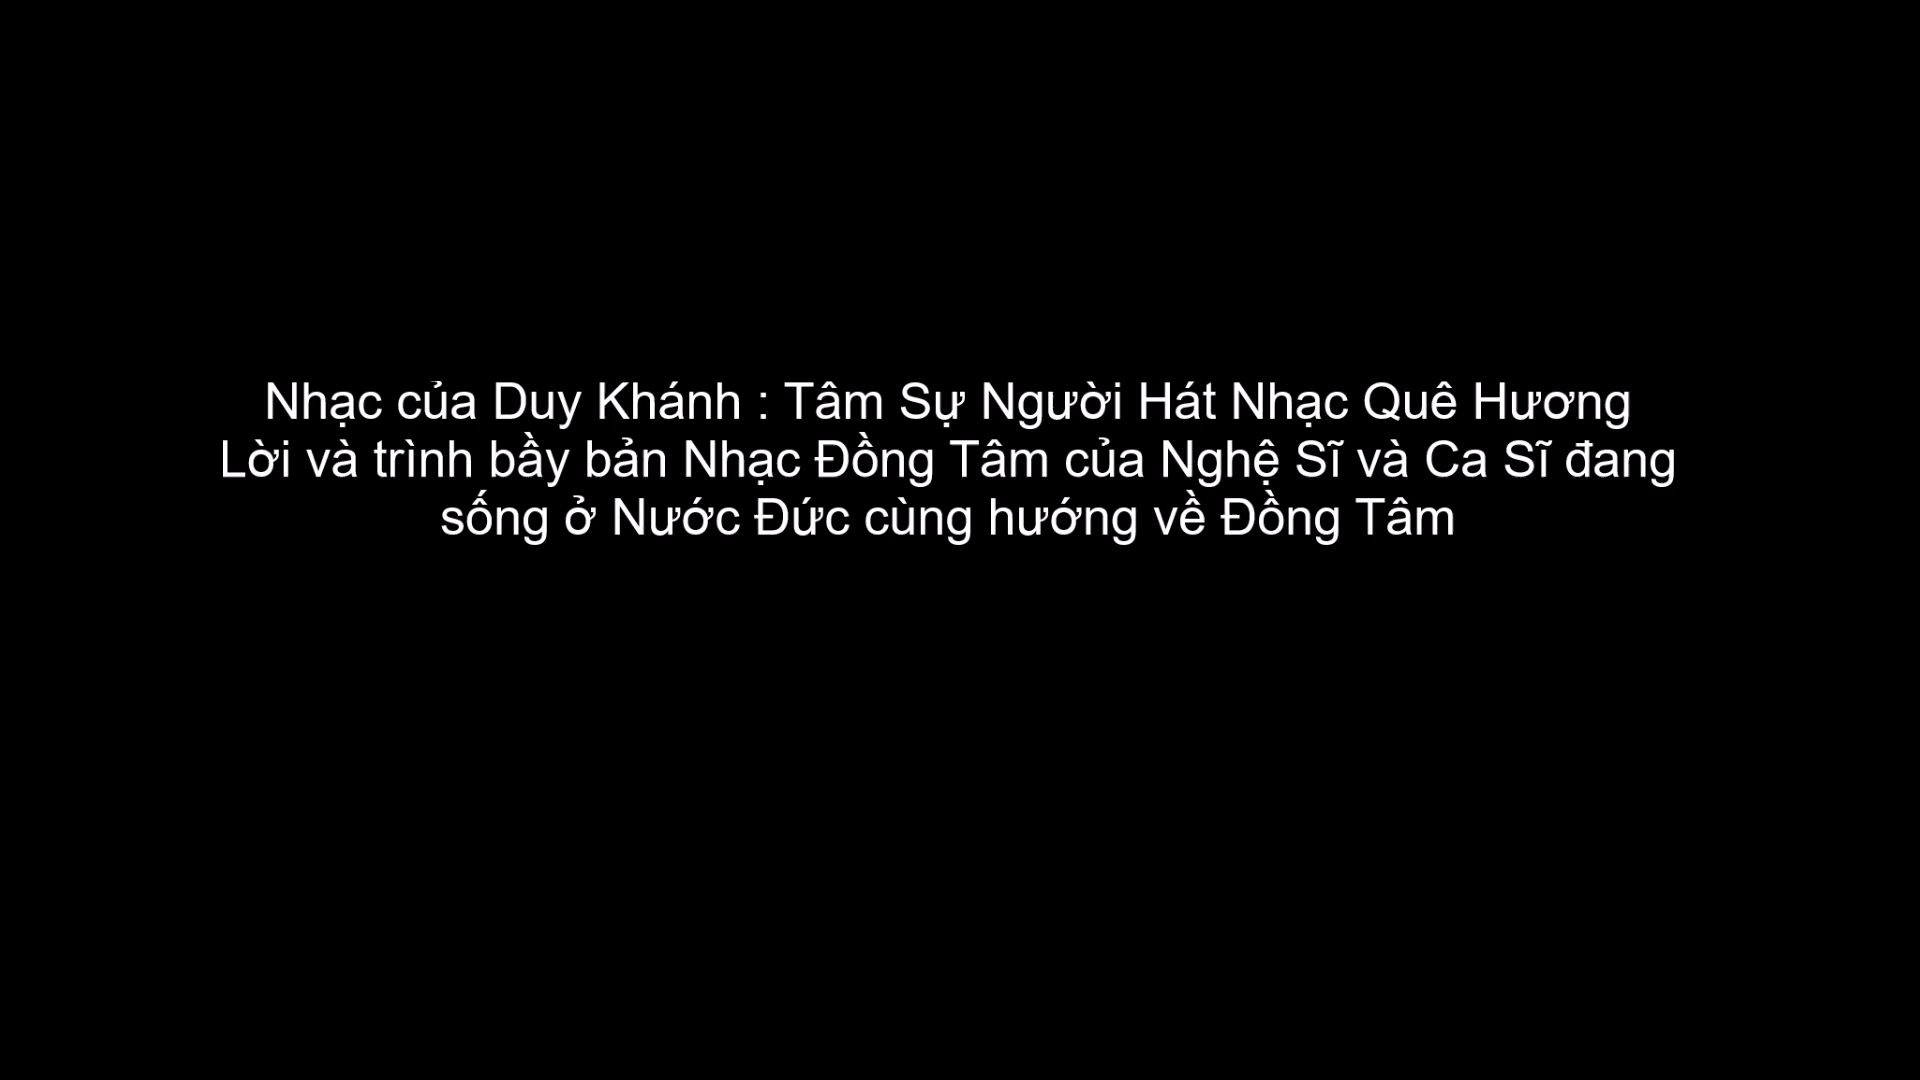 Nhạc của Duy Khánh : Tâm Sự Người Hát Nhạc Quê Hương
Lời và trình bầy bản Nhạc Đồng Tâm của Nghệ Sĩ và Ca Sĩ đang
sống ở Nước Đức cùng hướng về Đồng Tâm